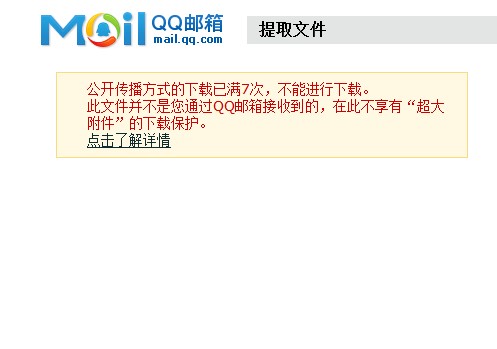 Mail QQ邮箱
mail.qq.com
提取文件
公开传播方式的下载已满7次，不能进行下载。
此文件并不是您通过QQ邮箱接收到的，在此不享有“超大
附件”的下载保护。
点击了解详情